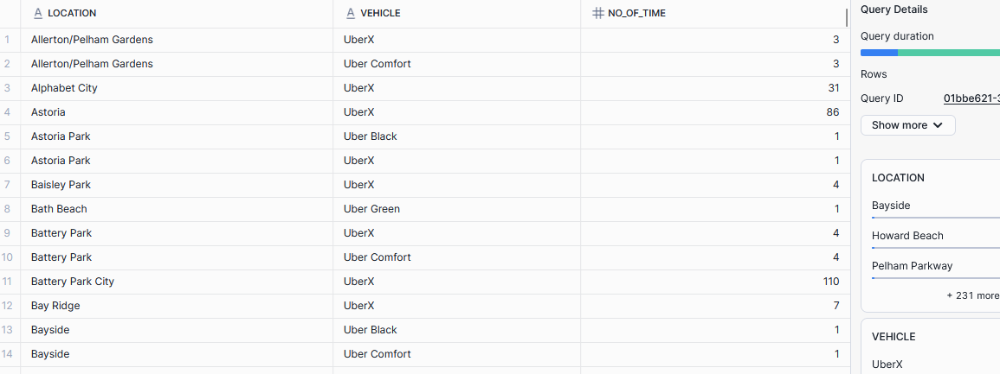 A LOCATION A VEHICLE # NO_OF_TIME
1 Allerton/Pelham Gardens UberX 3
2 Allerton/Pelham Gardens Uber Comfort 3
3 Alphabet City UberX 31
4 Astoria UberX 86
5 Astoria Park Uber Black 1
6 Astoria Park UberX 1
7 Baisley Park UberX 4
8 Bath Beach Uber Green 1
9 Battery Park UberX 4
10 Battery Park Uber Comfort 4
11 Battery Park City UberX 110
12 Bay Ridge UberX 7
13 Bayside Uber Black 1
14 Bayside Uber Comfort 1
Query Details
Query duration
Rows
Query ID 01bbe621-3
Show more
LOCATION
Bayside
Howard Beach
Pelham Parkway
+ 231 more
VEHICLE
UberX